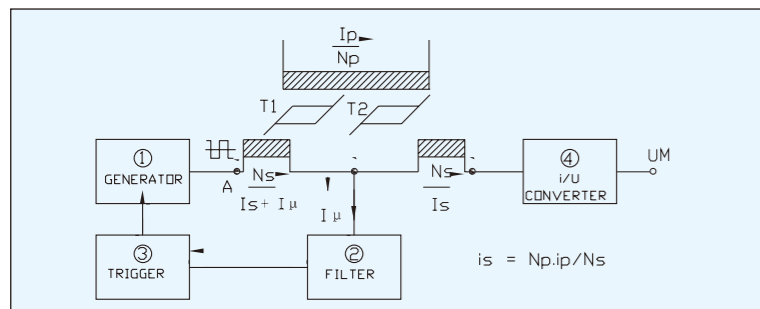 Ip
Np
T1
T2
① GENERATOR
A
Ns
Is + Iμ
Iμ
Ns
Is
④ i/U CONVERTER
UM
③ TRIGGER
② FILTER
is = Np.ip/Ns